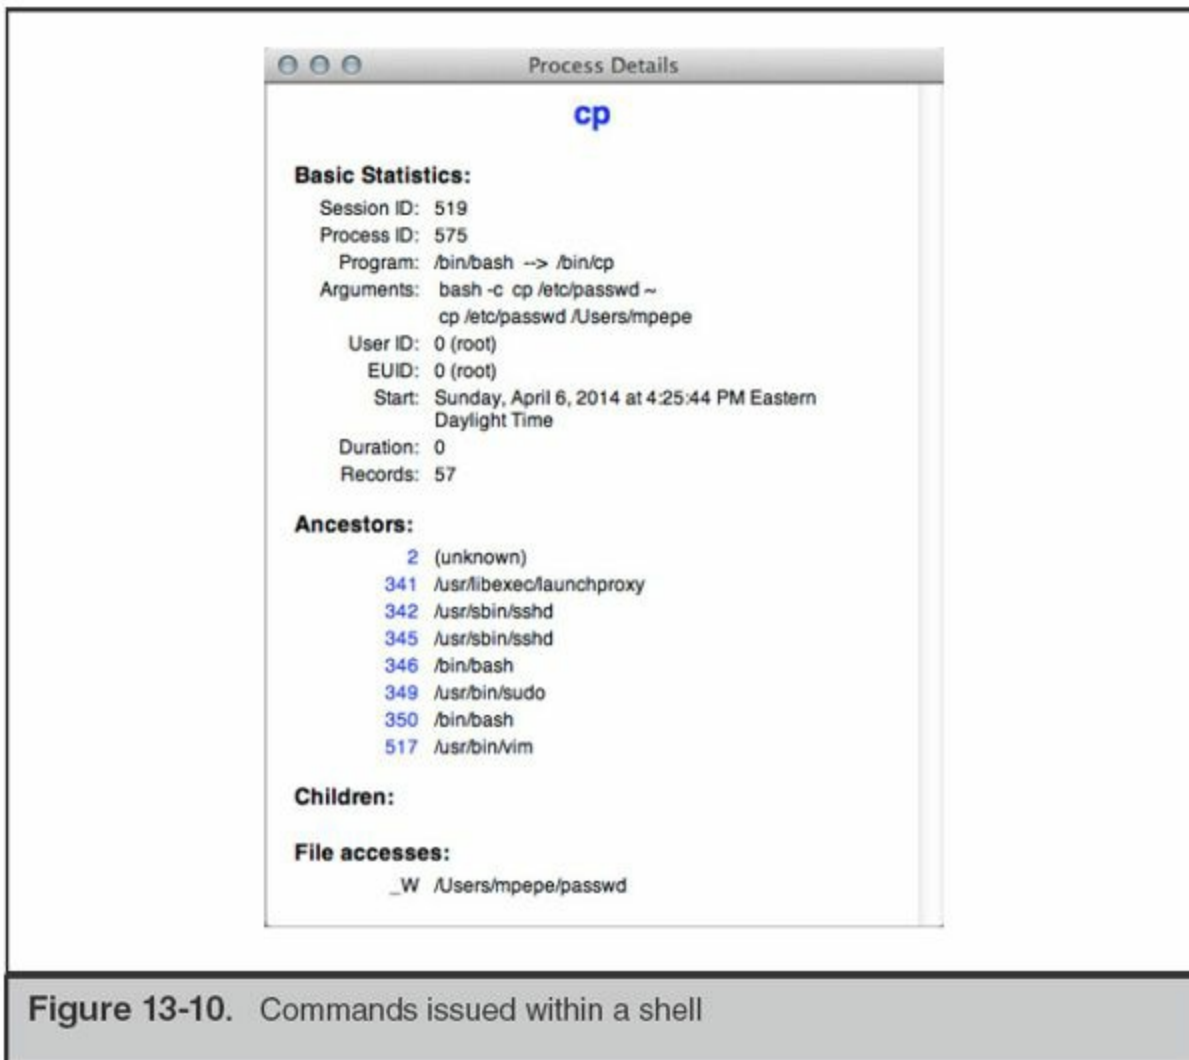 Process Details
cp
Basic Statistics:
Session ID: 519
Process ID: 575
Program: /bin/bash --> /bin/cp
Arguments: bash -c cp /etc/passwd ~
cp /etc/passwd /Users/mpepe
User ID: 0 (root)
EUID: 0 (root)
Start: Sunday, April 6, 2014 at 4:25:44 PM Eastern
Daylight Time
Duration: 0
Records: 57
Ancestors:
2 (unknown)
341 /usr/libexec/launchproxy
342 /usr/sbin/sshd
345 /usr/sbin/sshd
346 /bin/bash
349 /usr/bin/sudo
350 /bin/bash
517 /usr/bin/vim
Children:
File accesses:
_W /Users/mpepe/passwd
Figure 13-10. Commands issued within a shell